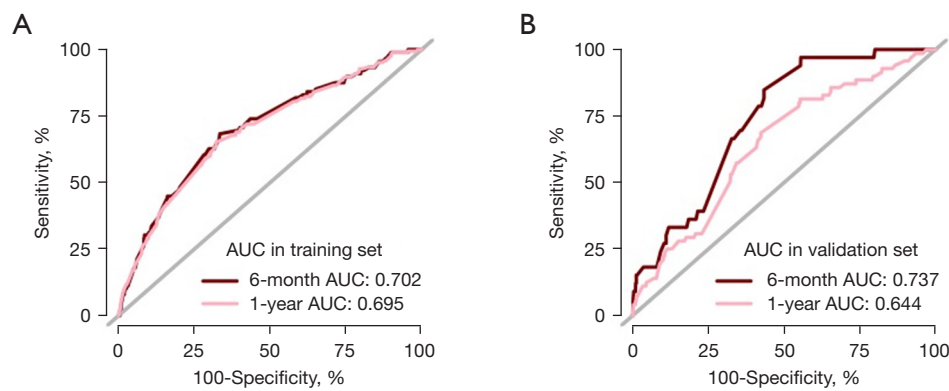 A
Sensitivity, %
100
75
50
25
0
AUC in training set
6-month AUC: 0.702
1-year AUC: 0.695
0 25 50 75 100
100-Specificity, %
B
Sensitivity, %
100
75
50
25
0
AUC in validation set
6-month AUC: 0.737
1-year AUC: 0.644
0 25 50 75 100
100-Specificity, %